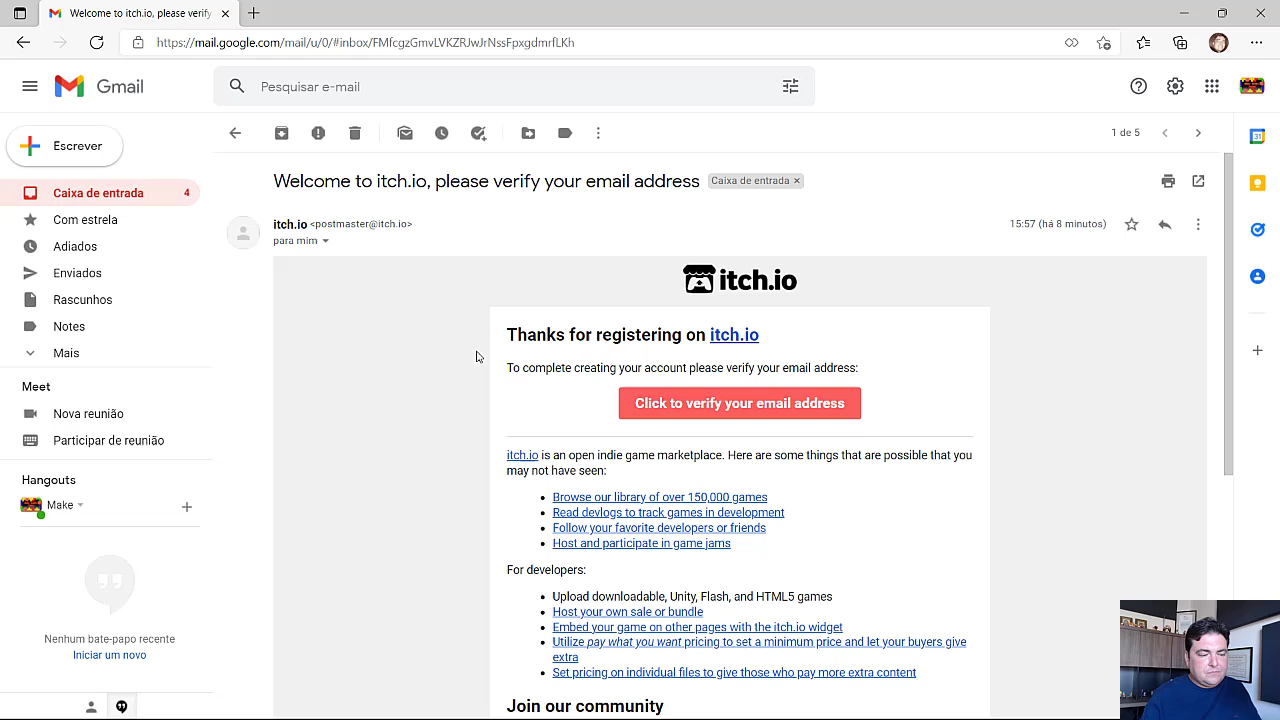 Welcome to itch.io, please verify
https://mail.google.com/mail/u/0/#inbox/FMfcgzGmvLVKZRJwJrNssFpxgdmrfLKh
Gmail
Pesquisar e-mail
Escrever
1 de 5
Caixa de entrada 4
Com estrela
Adiados
Enviados
Rascunhos
Notes
Mais
Meet
Nova reunião
Participar de reunião
Hangouts
Make
Nenhum bate-papo recente
Iniciar um novo
Welcome to itch.io, please verify your email address Caixa de entrada ×
itch.io <postmaster@itch.io> 15:57 (há 8 minutos)
para mim
itch.io
Thanks for registering on itch.io
To complete creating your account please verify your email address:
Click to verify your email address
itch.io is an open indie game marketplace. Here are some things that are possible that you
may not have seen:
• Browse our library of over 150,000 games
• Read devlogs to track games in development
• Follow your favorite developers or friends
• Host and participate in game jams
For developers:
• Upload downloadable, Unity, Flash, and HTML5 games
• Host your own sale or bundle
• Embed your game on other pages with the itch.io widget
• Utilize pay what you want pricing to set a minimum price and let your buyers give
extra
• Set pricing on individual files to give those who pay more extra content
Join our community
31